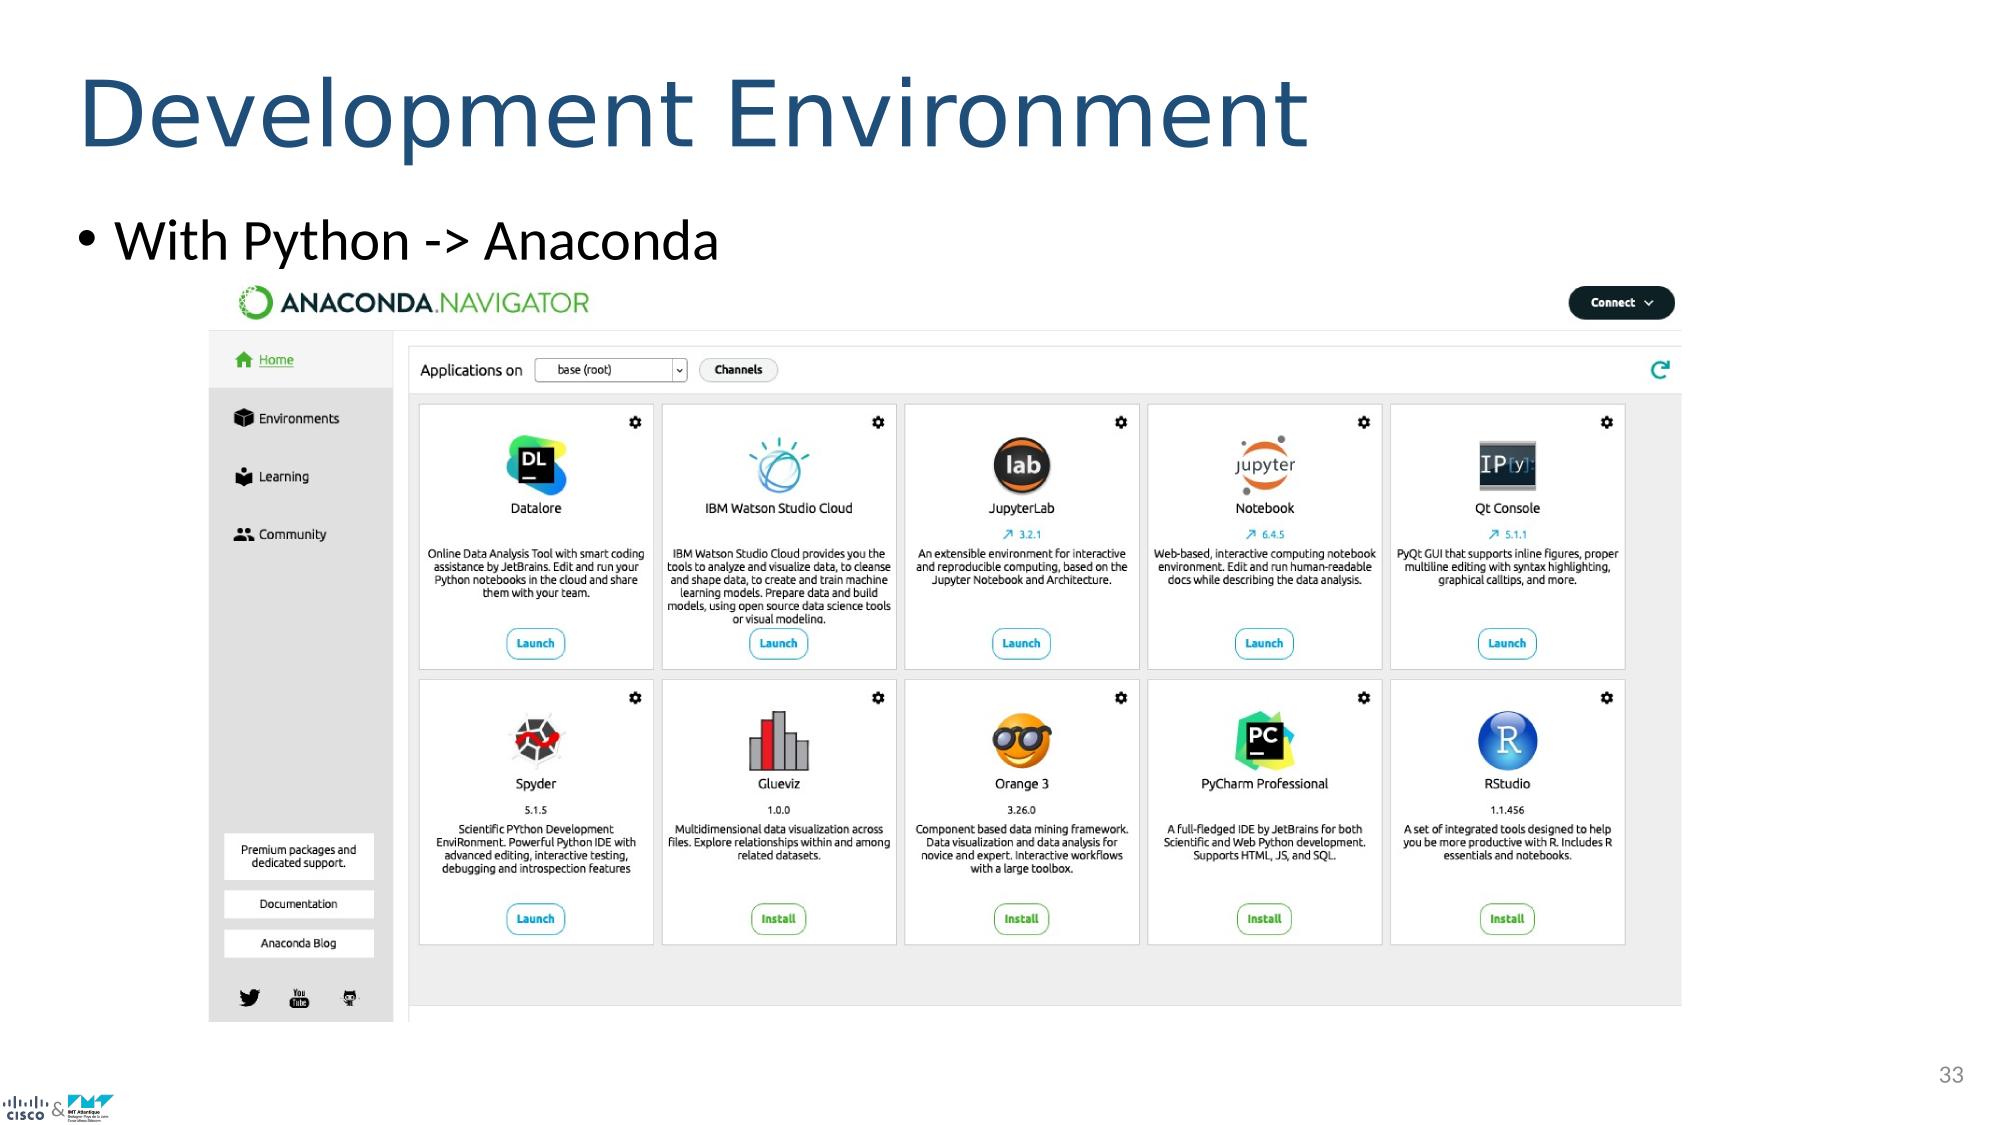 Development Environment
• With Python -> Anaconda
ANACONDA.NAVIGATOR
Connect
Home
Environments
Learning
Community
Premium packages and
dedicated support.
Documentation
Anaconda Blog
You
Tube
Applications on base (root) Channels
DL
Datalore
Online Data Analysis Tool with smart coding
assistance by JetBrains. Edit and run your
Python notebooks in the cloud and share
them with your team.
Launch
IBM Watson Studio Cloud
IBM Watson Studio Cloud provides you the
tools to analyze and visualize data, to cleanse
and shape data, to create and train machine
learning models. Prepare data and build
models, using open source data science tools
or visual modeling.
Launch
lab
JupyterLab
3.2.1
An extensible environment for interactive
and reproducible computing, based on the
Jupyter Notebook and Architecture.
Launch
jupyter
Notebook
6.4.5
Web-based, interactive computing notebook
environment. Edit and run human-readable
docs while describing the data analysis.
Launch
IP[y]:
Qt Console
5.1.1
PyQt GUI that supports inline figures, proper
multiline editing with syntax highlighting,
graphical calltips, and more.
Launch
Spyder
5.1.5
Scientific PYthon Development
EnviRonment. Powerful Python IDE with
advanced editing, interactive testing,
debugging and introspection features
Launch
Glueviz
1.0.0
Multidimensional data visualization across
files. Explore relationships within and among
related datasets.
Install
Orange 3
3.26.0
Component based data mining framework.
Data visualization and data analysis for
novice and expert. Interactive workflows
with a large toolbox.
Install
PC
PyCharm Professional
A full-fledged IDE by JetBrains for both
Scientific and Web Python development.
Supports HTML, JS, and SQL.
Install
R
RStudio
1.1.456
A set of integrated tools designed to help
you be more productive with R. Includes R
essentials and notebooks.
Install
33
CISCO & IMT Atlantique